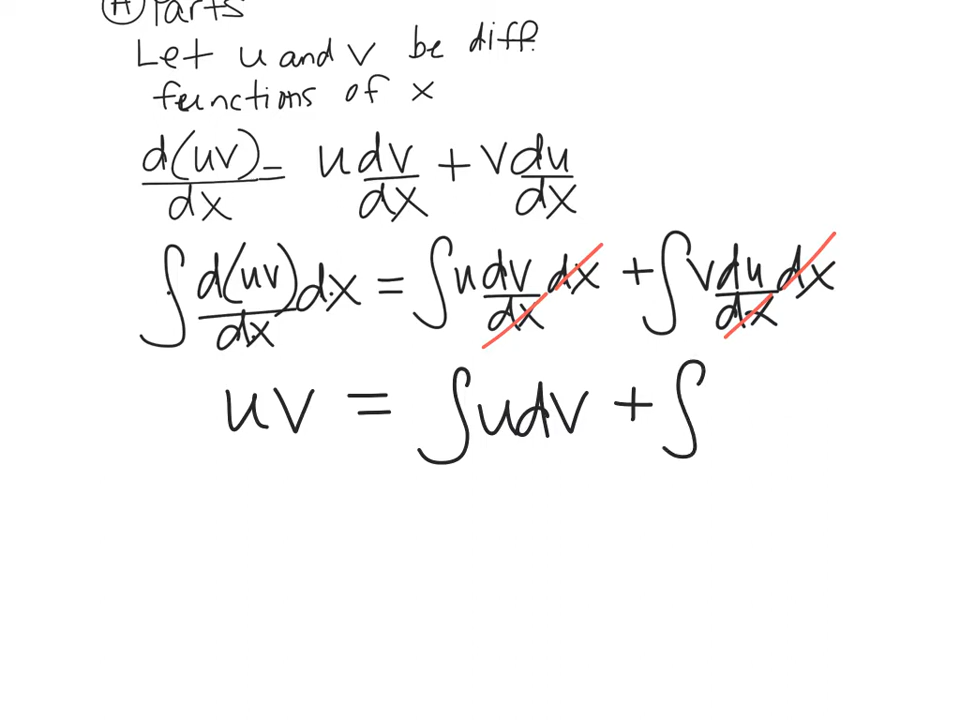 Ⓐ Parts
Let u and v be diff.
functions of x
d(uv)/dx = u dv/dx + v du/dx
∫ d(uv)/dx dx = ∫ u dv/dx dx + ∫ v du/dx dx
uv = ∫ u dv + ∫